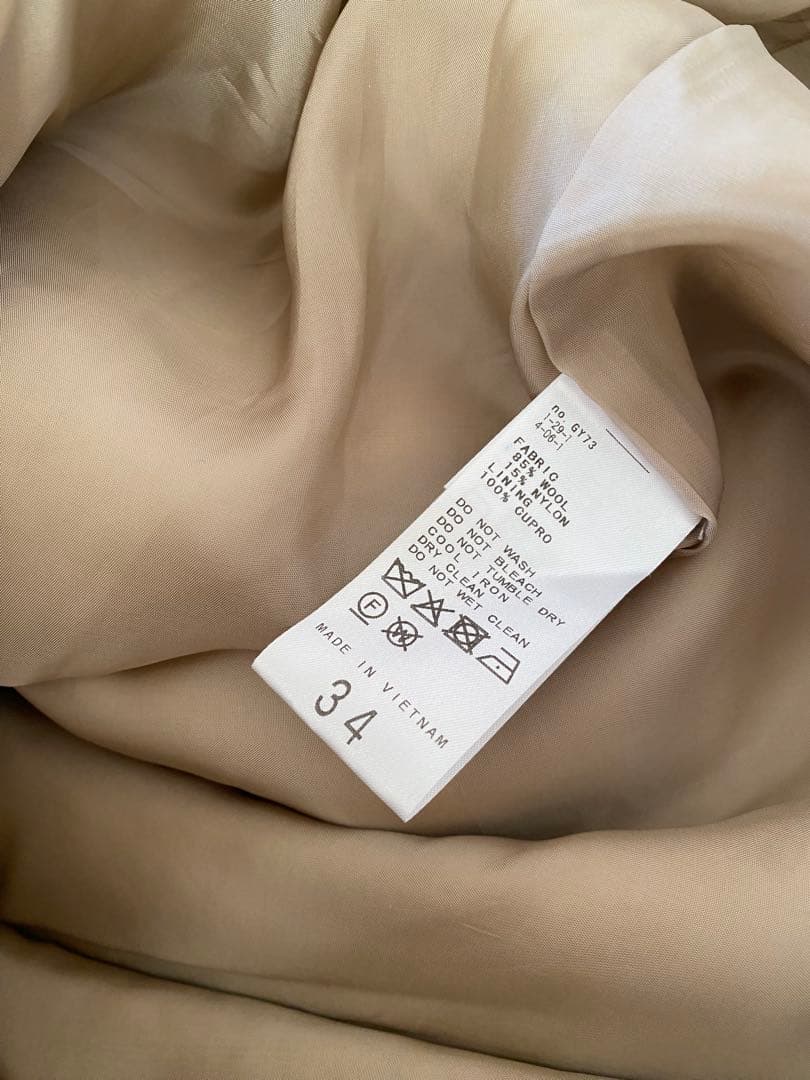 no. GY73
1-29-1
4-06-1
FABRIC
85% WOOL
15% NYLON
LINING
100% CUPRO
DO NOT WASH
DO NOT BLEACH
DO NOT TUMBLE DRY
COOL IRON
DRY CLEAN
DO NOT WET CLEAN
F W
MADE IN VIETNAM
34